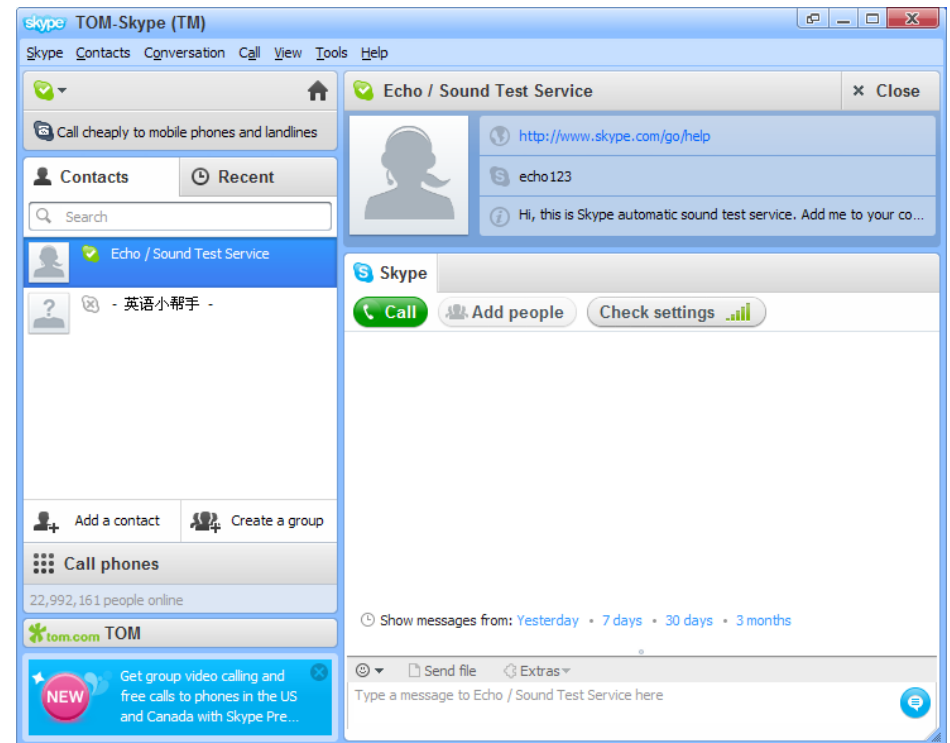 skype TOM-Skype (TM)
Skype Contacts Conversation Call View Tools Help
Call cheaply to mobile phones and landlines
Contacts Recent
Search
Echo / Sound Test Service
- 英语小帮手 -
Add a contact Create a group
Call phones
22,992,161 people online
tom.com TOM
NEW
Get group video calling and
free calls to phones in the US
and Canada with Skype Pre...
Echo / Sound Test Service × Close
http://www.skype.com/go/help
echo123
Hi, this is Skype automatic sound test service. Add me to your co...
Skype
Call Add people Check settings
Show messages from: Yesterday • 7 days • 30 days • 3 months
Send file Extras
Type a message to Echo / Sound Test Service here